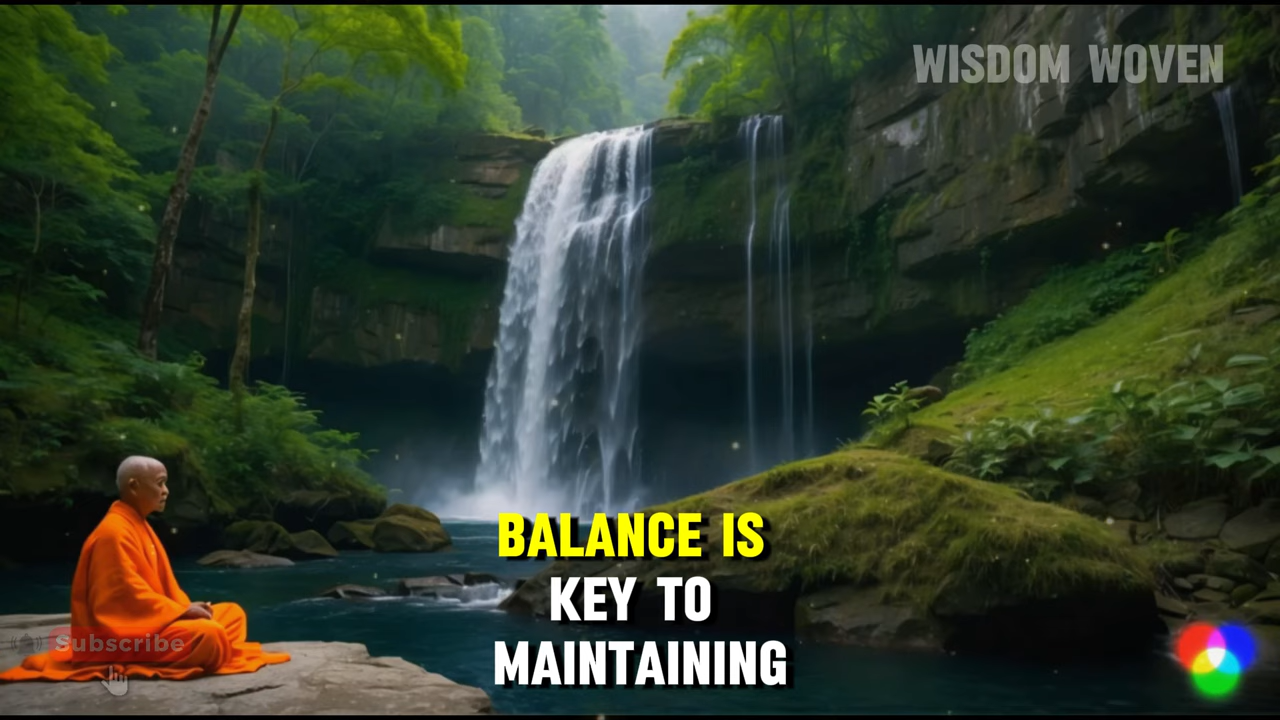 WISDOM WOVEN
BALANCE IS
KEY TO
MAINTAINING
Subscribe